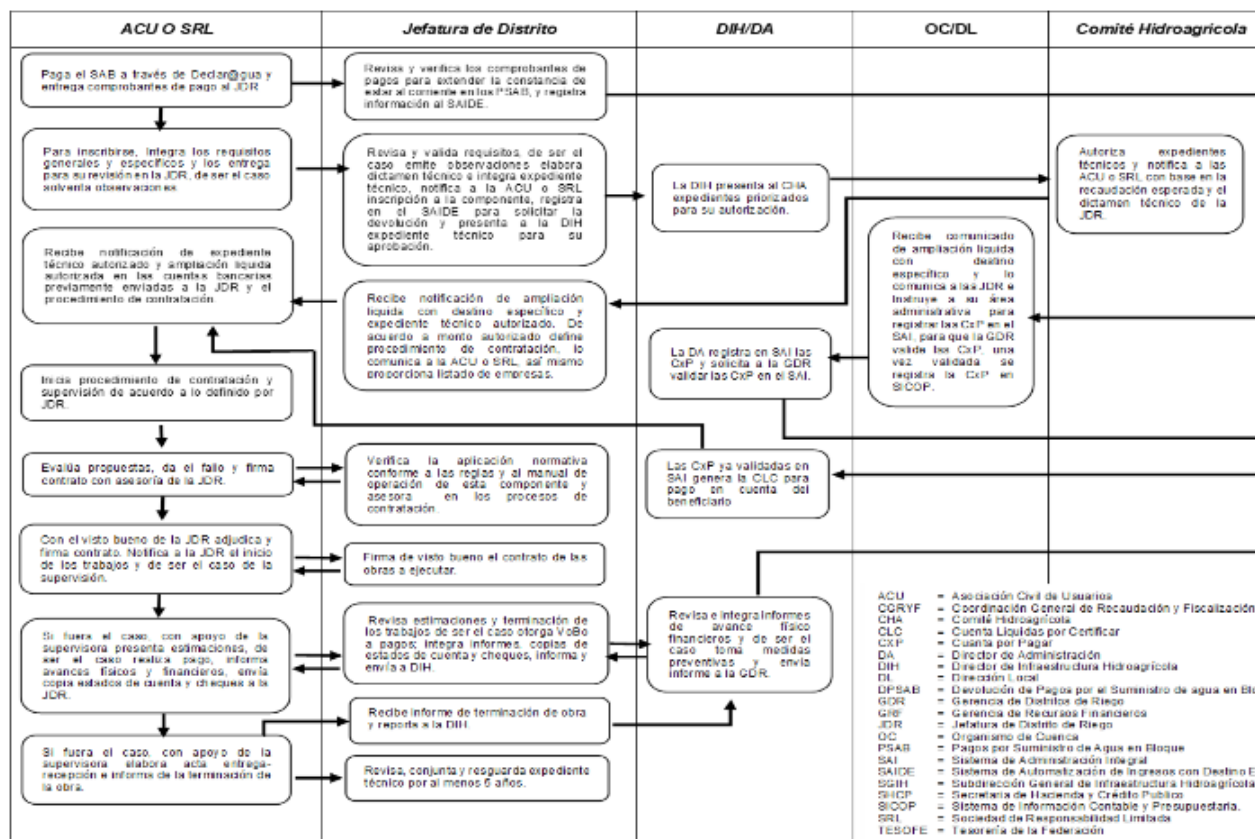 ACU O SRL
Jefatura de Distrito
DIH/DA
OC/DL
Comité Hidroagrícola
Paga el SAB a través de Declar@gua y
entrega comprobantes de pago al JDR
Revisa y verifica los comprobantes de
pagos para extender la constancia de
estar al corriente en los PSAB, y registra
información al SAIDE.
Para inscribirse, Integra los requisitos
generales y específicos y los entrega
para su revisión en la JDR, de ser el caso
solventa observaciones.
Revisa y valida requisitos, de ser el
caso emite observaciones elabora
dictamen técnico e integra expediente
técnico, notifica a la ACU o SRL
inscripción a la componente, registra
en el SAIDE para solicitar la
devolución y presenta a la DIH
expediente técnico para su
aprobación.
La DIH presenta al CHA
expedientes priorizados
para su autorización.
Autoriza expedientes
técnicos y notifica a las
ACU o SRL con base en la
recaudación esperada y el
dictamen técnico de la
JDR.
Recibe notificación de expediente
técnico autorizado y ampliación liquida
autorizada en las cuentas bancarias
previamente enviadas a la JDR y el
procedimiento de contratación.
Recibe notificación de ampliación
liquida con destino específico y
expediente técnico autorizado. De
acuerdo a monto autorizado define
procedimiento de contratación, lo
comunica a la ACU o SRL, así mismo
proporciona listado de empresas.
Recibe comunicado
de ampliación liquida
con destino
específico y lo
comunica a las JDR e
Instruye a su área
administrativa para
registrar las CxP en el
SAI, para que la GDR
valida las CxP, una
vez validada se
registra la CxP en
SICOP.
La DA registra en SAI las
CxP y solicita a la GDR
validar las CxP en el SAI.
Inicia procedimiento de contratación y
supervisión de acuerdo a lo definido por
JDR.
Evalúa propuestas, da el fallo y firma
contrato con asesoría de la JDR.
Verifica la aplicación normativa
conforme a las reglas y al manual de
operación de esta componente y
asesora en los procesos de
contratación.
Las CxP ya validadas en
SAI genera la CLC para
pago en cuenta del
beneficiario
Con el visto bueno de la JDR adjudica y
firma contrato. Notifica a la JDR el inicio
de los trabajos y de ser el caso de la
supervisión.
Firma de visto bueno el contrato de las
obras a ejecutar.
Si fuera el caso, con apoyo de la
supervisora presenta estimaciones, de
ser el caso realiza pago, informa
avances físicos y financieros, envía
copia estados de cuenta y cheques a la
JDR.
Revisa estimaciones y terminación de
los trabajos de ser el caso otorga VoBo
a pagos; integra informes, copias de
estados de cuenta y cheques, informa y
envía a DIH.
Revisa e integra informes
de avance físico
financieros y de ser el
caso toma medidas
preventivas y envía
informe a la GDR.
Recibe informe de terminación de obra
y reporta a la DIH.
Si fuera el caso, con apoyo de la
supervisora elabora acta entrega-
recepción e informa de la terminación de
la obra.
Revisa, conjunta y resguarda expediente
técnico por al menos 5 años.
ACU = Asociación Civil de Usuarios
CGRYF = Coordinación General de Recaudación y Fiscalización
CHA = Comité Hidroagrícola
CLC = Cuenta Liquidas por Certificar
CXP = Cuanta por Pagar
DA = Director de Administración
DIH = Director de Infraestructura Hidroagrícola
DL = Dirección Local
DPSAB = Devolución de Pagos por el Suministro de agua en Blo
GDR = Gerencia de Distritos de Riego
GRF = Gerencia de Recursos Financieros
JDR = Jefatura de Distrito de Riego
OC = Organismo de Cuenca
PSAB = Pagos por Suministro de Agua en Bloque
SAI = Sistema de Administración Integral
SAIDE = Sistema de Automatización de Ingresos con Destino E
SGIH = Subdirección General de Infraestructura Hidroagrícola
SHCP = Secretaria de Hacienda y Crédito Publico
SICOP = Sistema de Información Contable y Presupuestaria.
SRL = Sociedad de Responsabilidad Limitada
TESOFE = Tesorería de la Federación